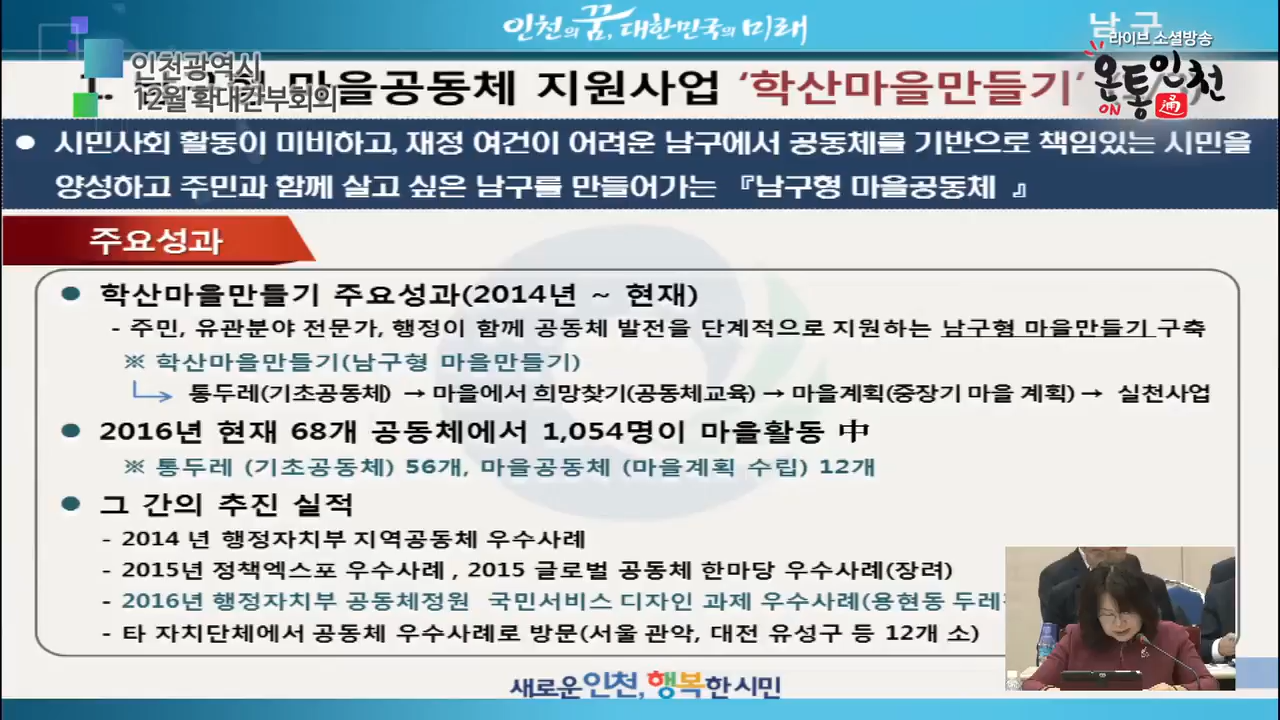 인천의 꿈, 대한민국의 미래
남구
라이브 소셜방송
온통인천
ON
通
인천광역시
12월 확대간부회의
마을공동체 지원사업 ‘학산마을만들기’
● 시민사회 활동이 미비하고, 재정 여건이 어려운 남구에서 공동체를 기반으로 책임있는 시민을
양성하고 주민과 함께 살고 싶은 남구를 만들어가는 『남구형 마을공동체 』
주요성과
● 학산마을만들기 주요성과(2014년 ~ 현재)
- 주민, 유관분야 전문가, 행정이 함께 공동체 발전을 단계적으로 지원하는 남구형 마을만들기 구축
※ 학산마을만들기(남구형 마을만들기)
통두레(기초공동체) → 마을에서 희망찾기(공동체교육) → 마을계획(중장기 마을 계획) → 실천사업
● 2016년 현재 68개 공동체에서 1,054명이 마을활동 中
※ 통두레 (기초공동체) 56개, 마을공동체 (마을계획 수립) 12개
● 그 간의 추진 실적
- 2014 년 행정자치부 지역공동체 우수사례
- 2015년 정책엑스포 우수사례 , 2015 글로벌 공동체 한마당 우수사례(장려)
- 2016년 행정자치부 공동체정원 국민서비스 디자인 과제 우수사례(용현동 두레
- 타 자치단체에서 공동체 우수사례로 방문(서울 관악, 대전 유성구 등 12개 소)
새로운 인천, 행복한 시민